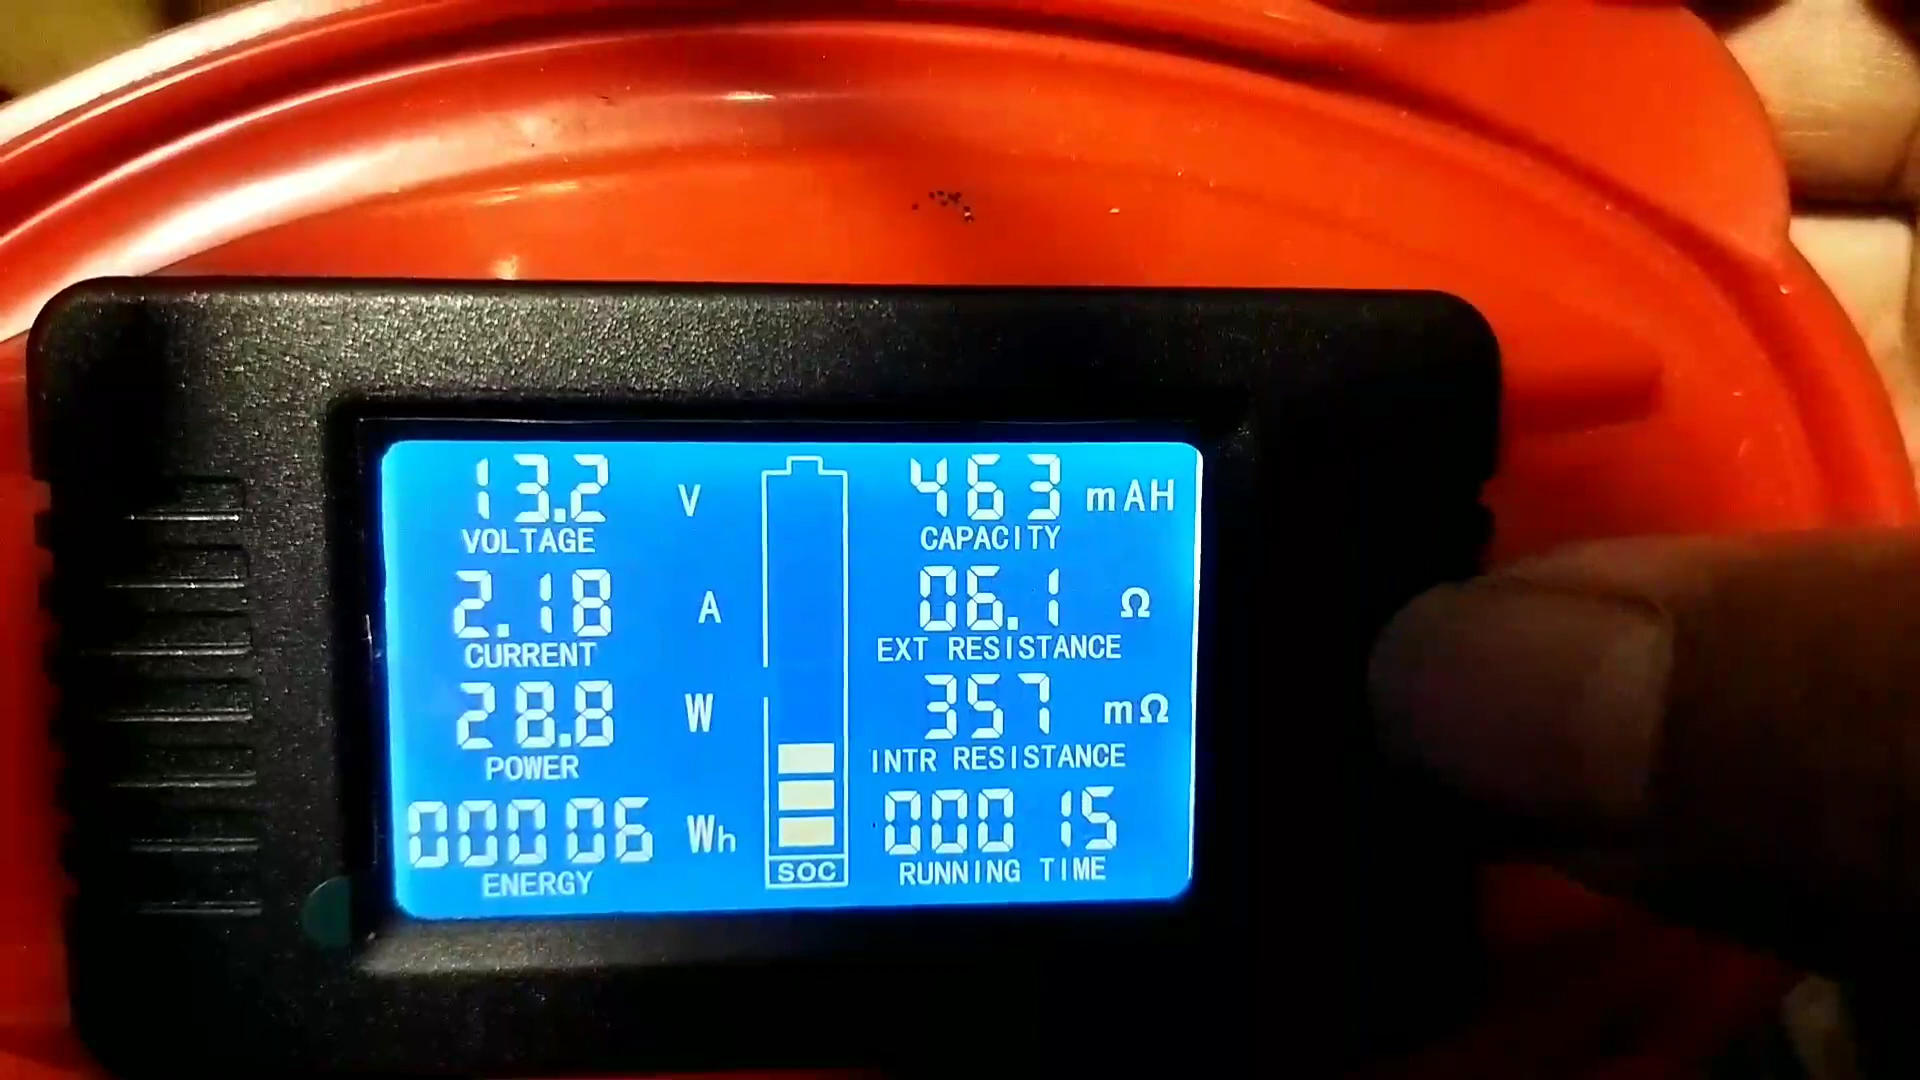 13.2 V
VOLTAGE
2.18 A
CURRENT
28.8 W
POWER
00006 Wh
ENERGY
SOC
463 mAH
CAPACITY
06.1 Ω
EXT RESISTANCE
357 mΩ
INTR RESISTANCE
00015
RUNNING TIME